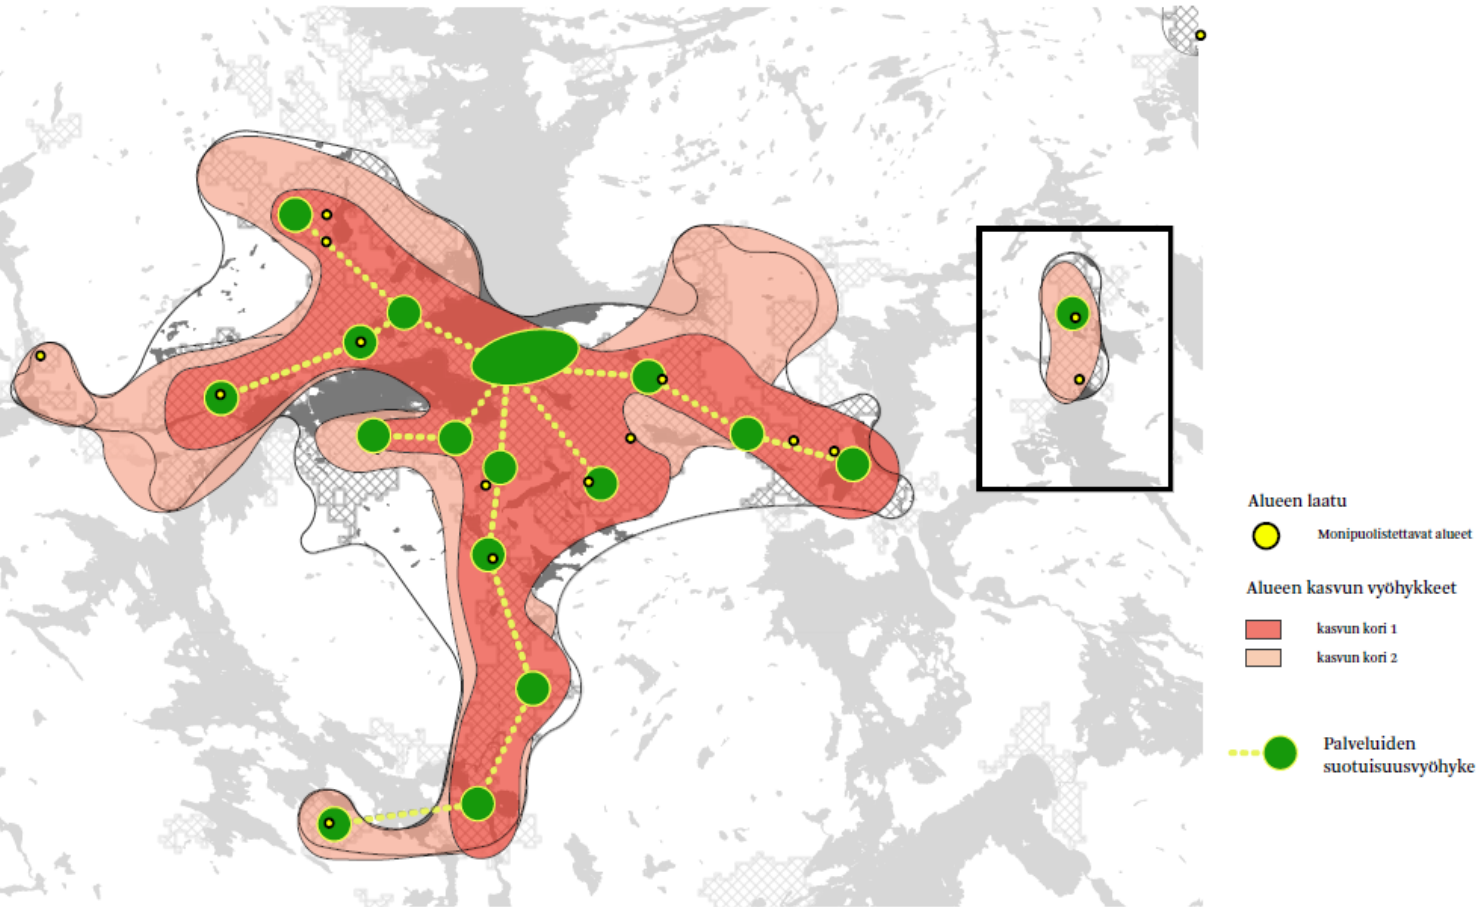 Alueen laatu
Monipuolistettavat alueet
Alueen kasvun vyöhykkeet
kasvun kori 1
kasvun kori 2
Palveluiden
suotuisuusvyöhyke